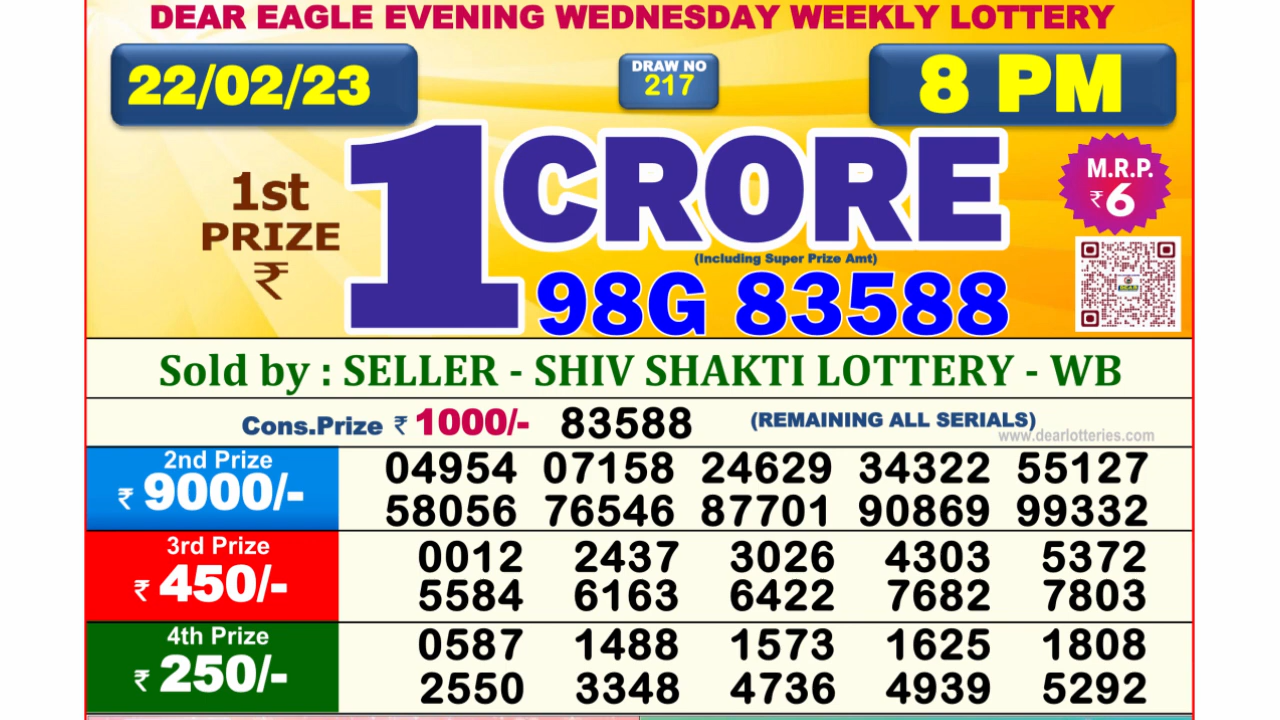 DEAR EAGLE EVENING WEDNESDAY WEEKLY LOTTERY
22/02/23
DRAW NO
217
8 PM
1st
PRIZE
₹
1 CRORE
(Including Super Prize Amt)
98G 83588
M.R.P.
₹ 6
Sold by : SELLER - SHIV SHAKTI LOTTERY - WB
Cons.Prize ₹ 1000/- 83588 (REMAINING ALL SERIALS)
www.dearlotteries.com
2nd Prize
₹ 9000/-
04954 07158 24629 34322 55127
58056 76546 87701 90869 99332
3rd Prize
₹ 450/-
0012 2437 3026 4303 5372
5584 6163 6422 7682 7803
4th Prize
₹ 250/-
0587 1488 1573 1625 1808
2550 3348 4736 4939 5292